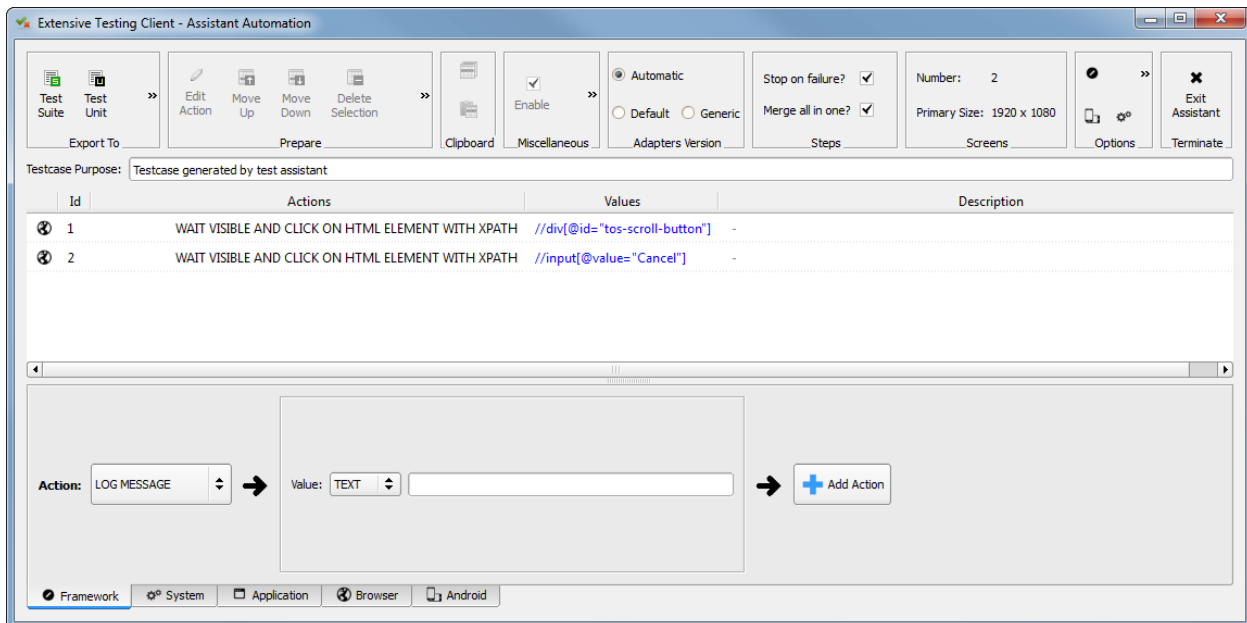 Extensive Testing Client - Assistant Automation
Test Suite
Test Unit
»
Export To
Edit Action
Move Up
Move Down
Delete Selection
»
Prepare
Clipboard
Enable
»
Miscellaneous
Automatic
Default Generic
Adapters Version
Stop on failure?
Merge all in one?
Steps
Number: 2
Primary Size: 1920 x 1080
Screens
»
Options
Exit Assistant
Terminate
Testcase Purpose: Testcase generated by test assistant
Id Actions Values Description
1 WAIT VISIBLE AND CLICK ON HTML ELEMENT WITH XPATH //div[@id="tos-scroll-button"] -
2 WAIT VISIBLE AND CLICK ON HTML ELEMENT WITH XPATH //input[@value="Cancel"] -
Action: LOG MESSAGE Value: TEXT Add Action
Framework System Application Browser Android